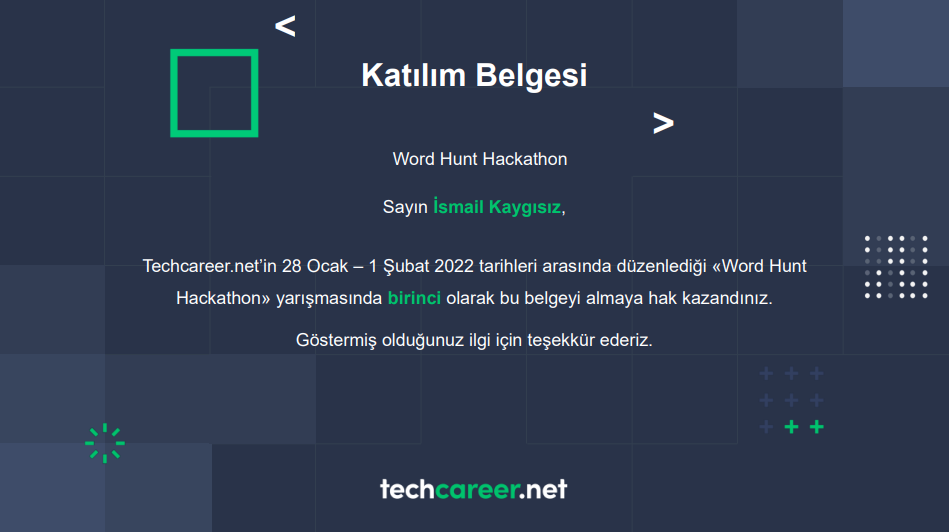 <
Katılım Belgesi
>
Word Hunt Hackathon
Sayın İsmail Kaygısız,
Techcareer.net’in 28 Ocak – 1 Şubat 2022 tarihleri arasında düzenlediği «Word Hunt
Hackathon» yarışmasında birinci olarak bu belgeyi almaya hak kazandınız.
Göstermiş olduğunuz ilgi için teşekkür ederiz.
techcareer.net